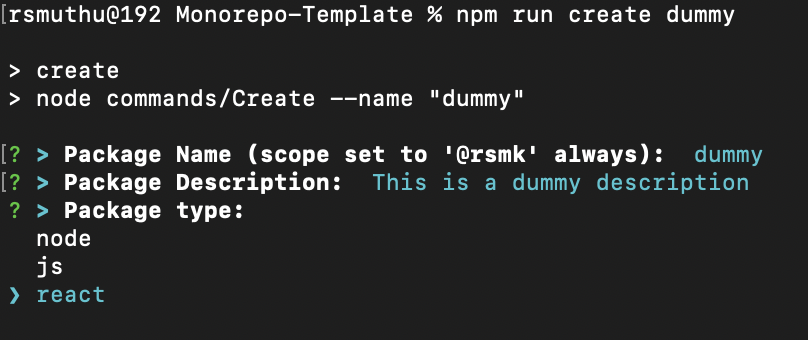 [rsmuthu@192 Monorepo-Template % npm run create dummy
> create
> node commands/Create --name "dummy"
[? > Package Name (scope set to '@rsmk' always):  dummy
[? > Package Description:  This is a dummy description
? > Package type:
node
js
❯ react